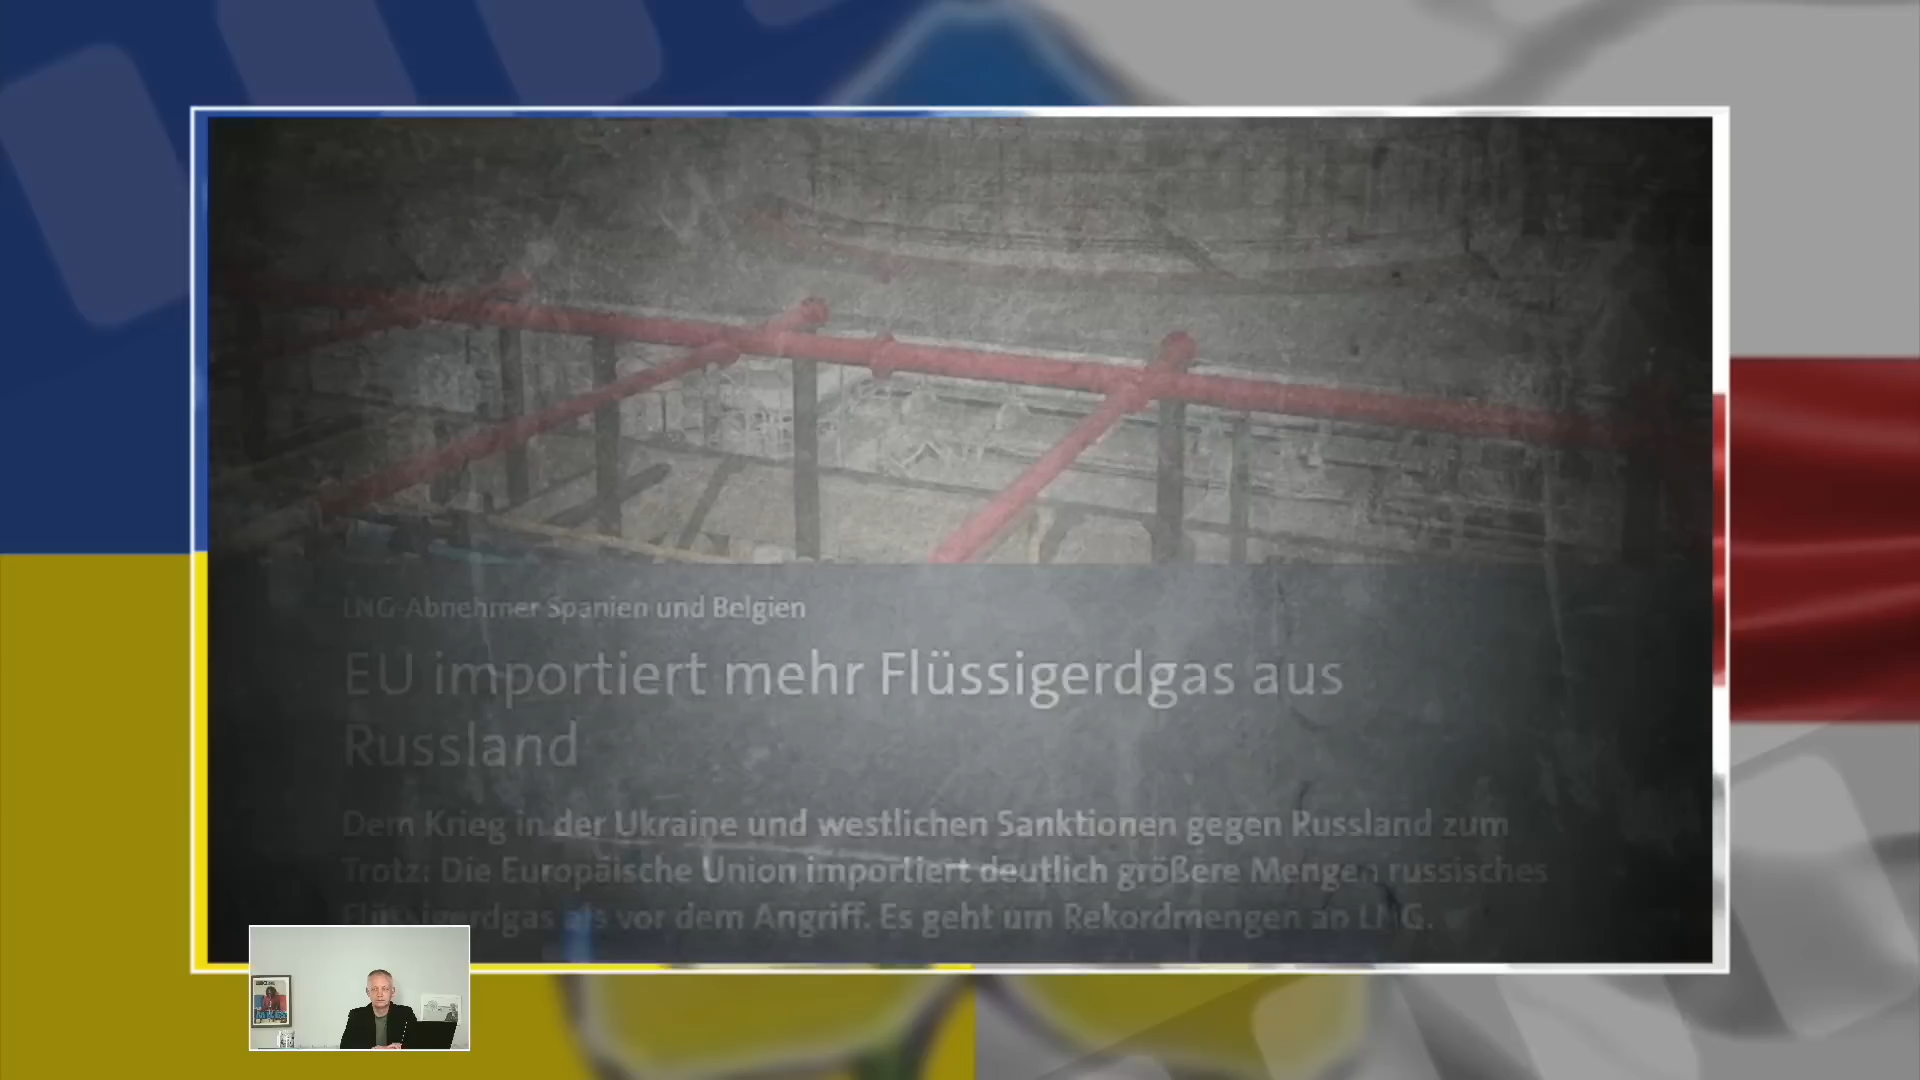 LNG-Abnehmer Spanien und Belgien
EU importiert mehr Flüssigerdgas aus
Russland
Dem Krieg in der Ukraine und westlichen Sanktionen gegen Russland zum
Trotz: Die Europäische Union importiert deutlich größere Mengen russisches
Flüssigerdgas als vor dem Angriff. Es geht um Rekordmengen an LNG.